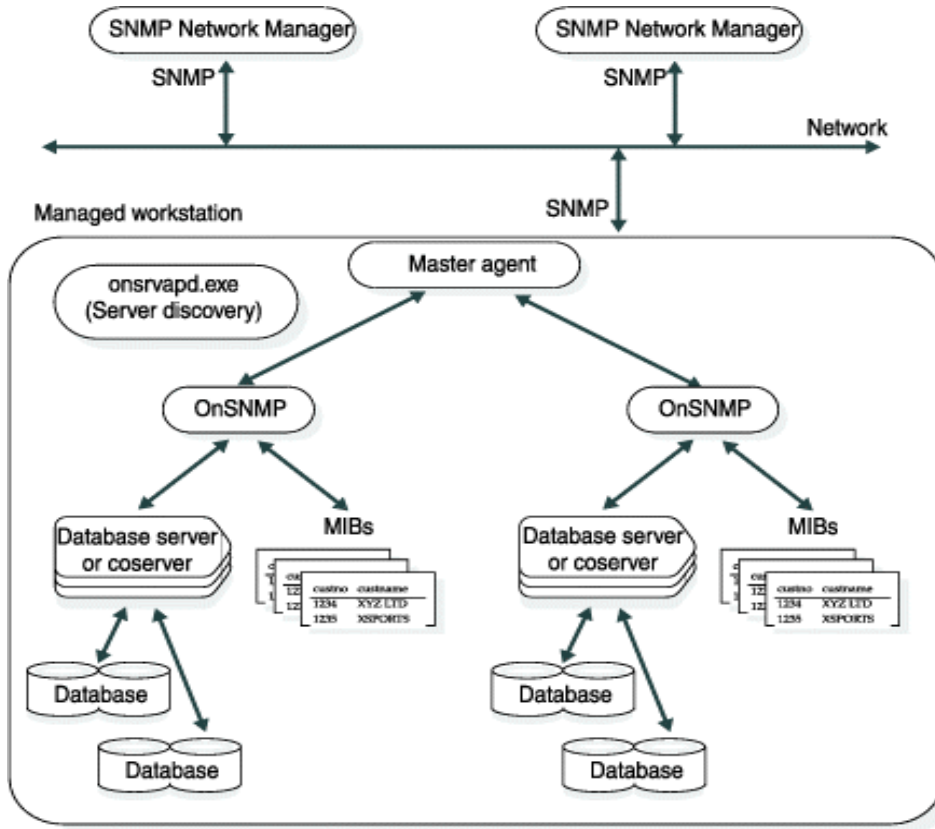 SNMP Network Manager
SNMP Network Manager
SNMP
SNMP
Network
SNMP
Managed workstation
Master agent
onsrvapd.exe
(Server discovery)
OnSNMP
OnSNMP
Database server
or coserver
MIBs
custno custname
1234 XYZ LTD
1235 XSPORTS
Database server
or coserver
MIBs
custno custname
1234 XYZ LTD
1235 XSPORTS
Database
Database
Database
Database